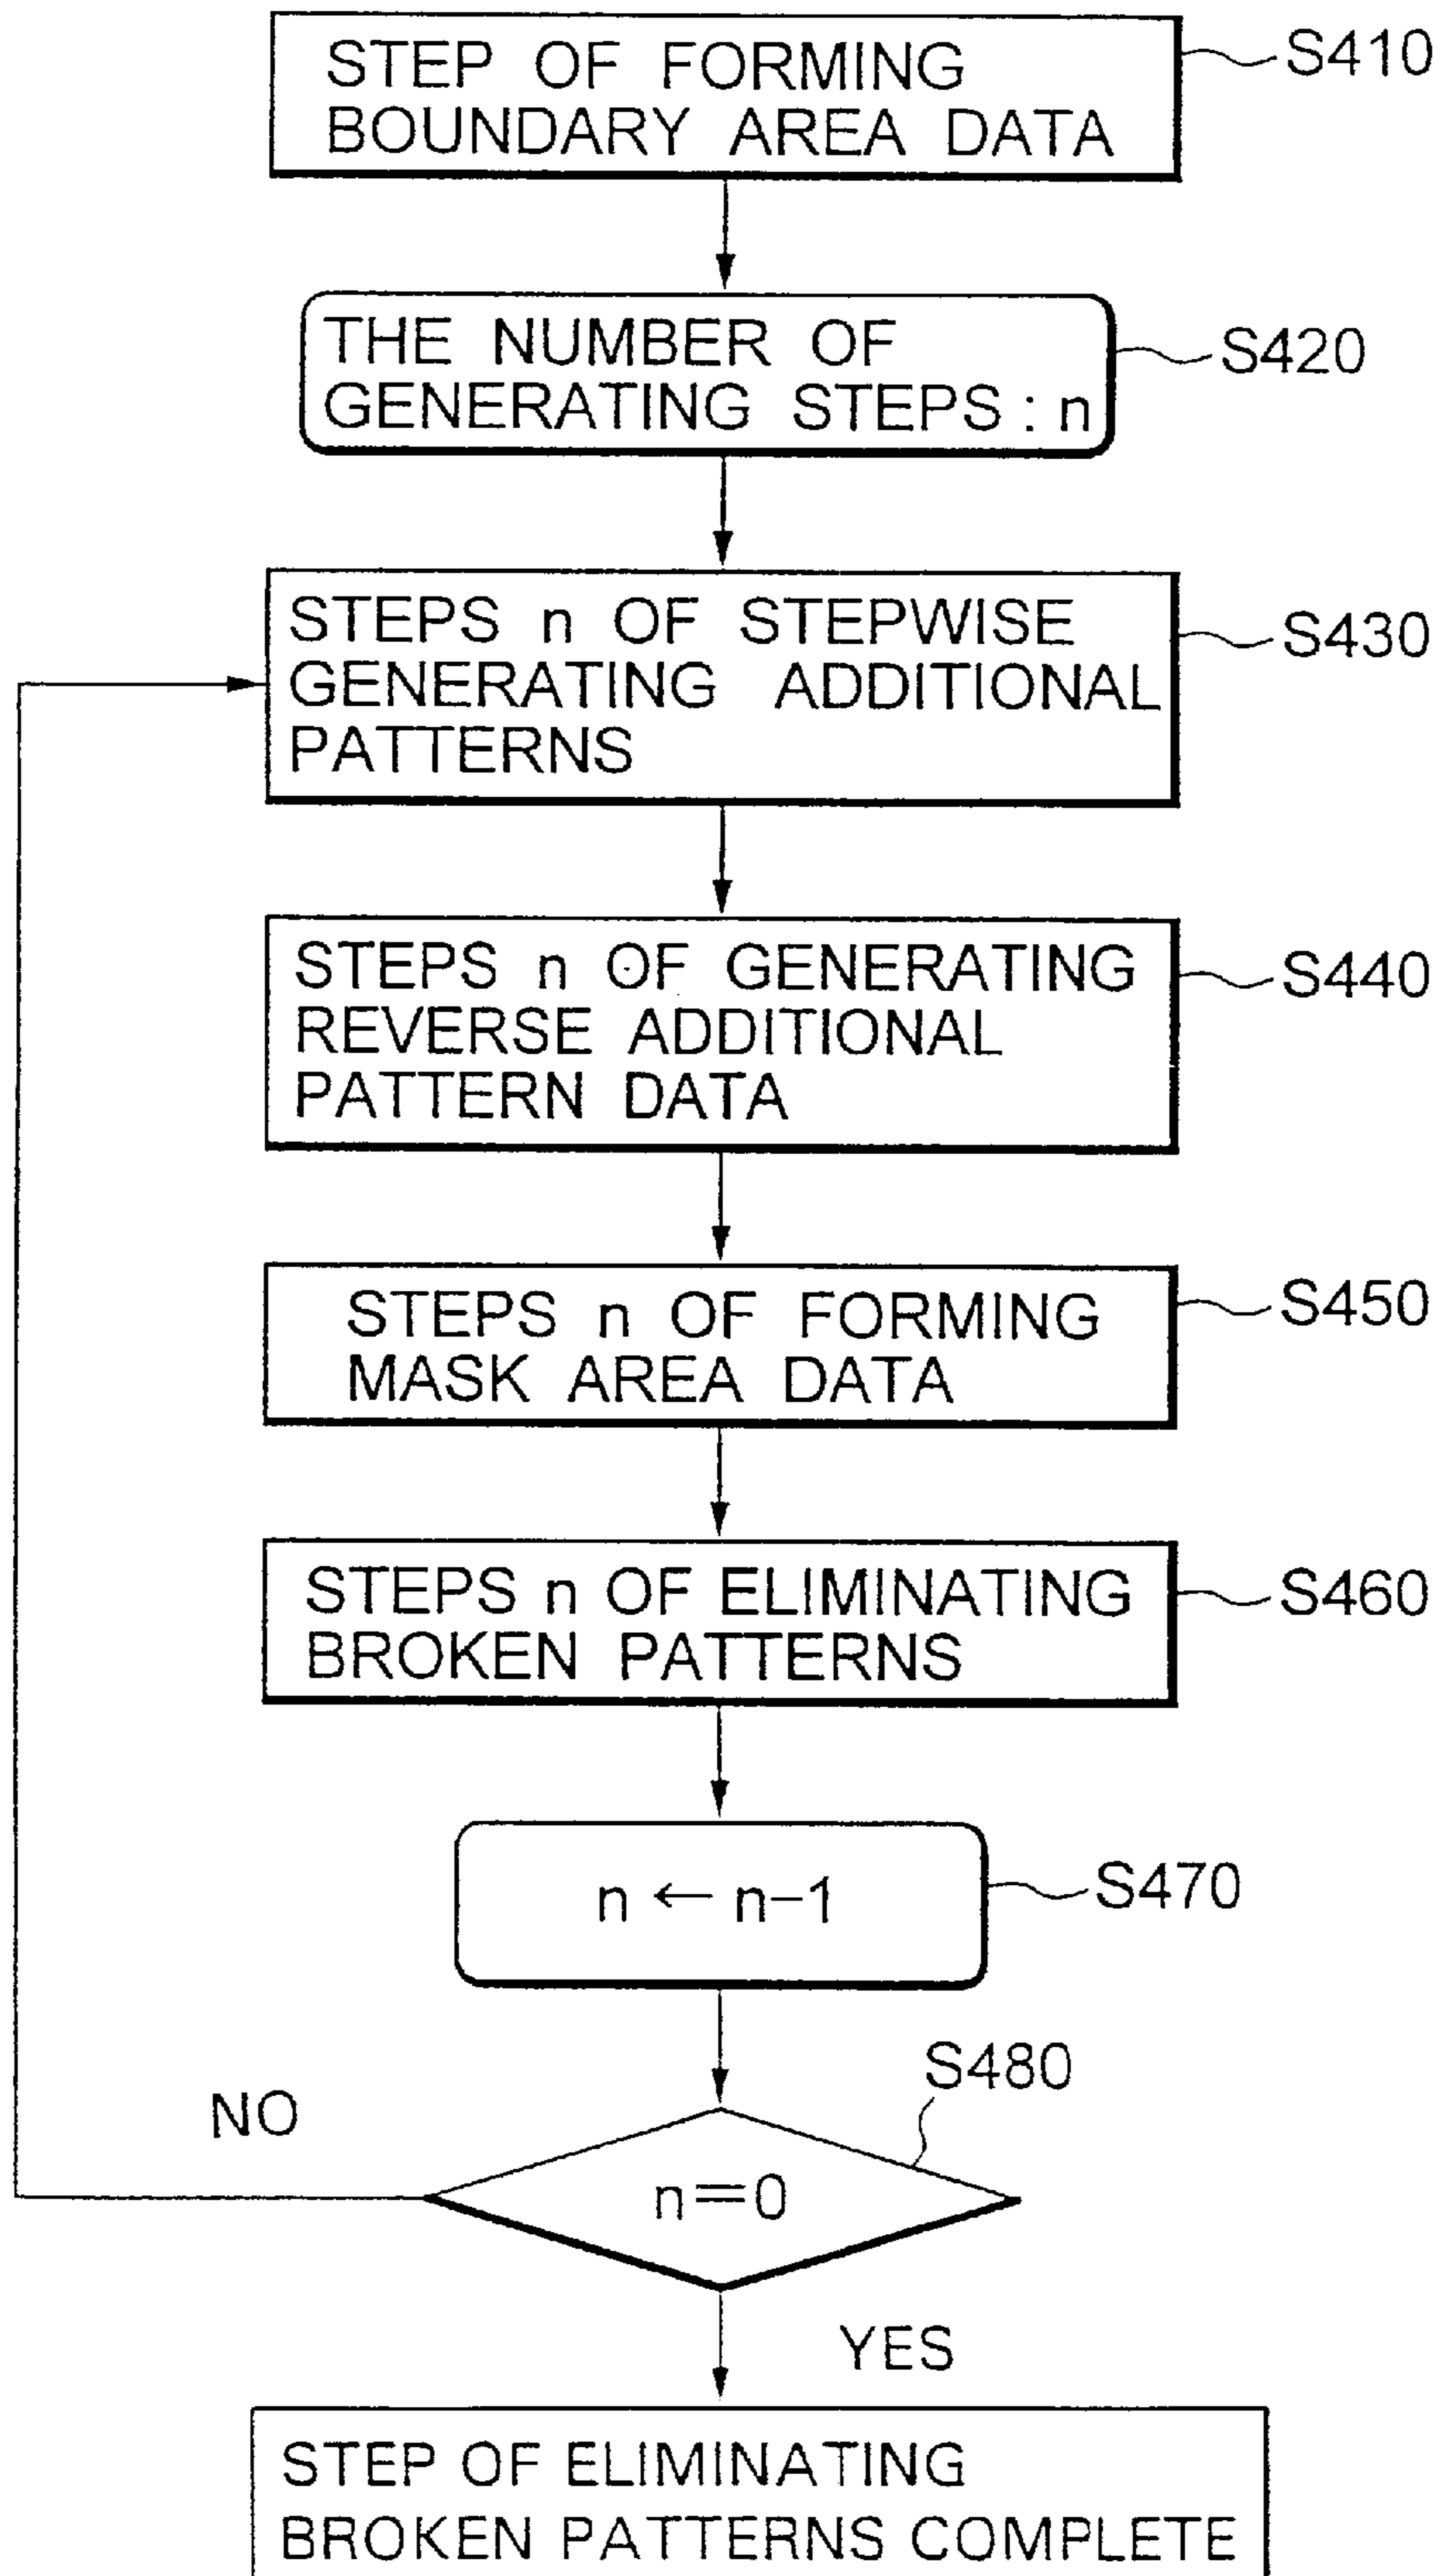 STEP OF FORMING
BOUNDARY AREA DATA
S410
THE NUMBER OF
GENERATING STEPS : n
S420
STEPS n OF STEPWISE
GENERATING ADDITIONAL
PATTERNS
S430
STEPS n OF GENERATING
REVERSE ADDITIONAL
PATTERN DATA
S440
STEPS n OF FORMING
MASK AREA DATA
S450
STEPS n OF ELIMINATING
BROKEN PATTERNS
S460
n ← n−1
S470
S480
NO
n=0
YES
STEP OF ELIMINATING
BROKEN PATTERNS COMPLETE